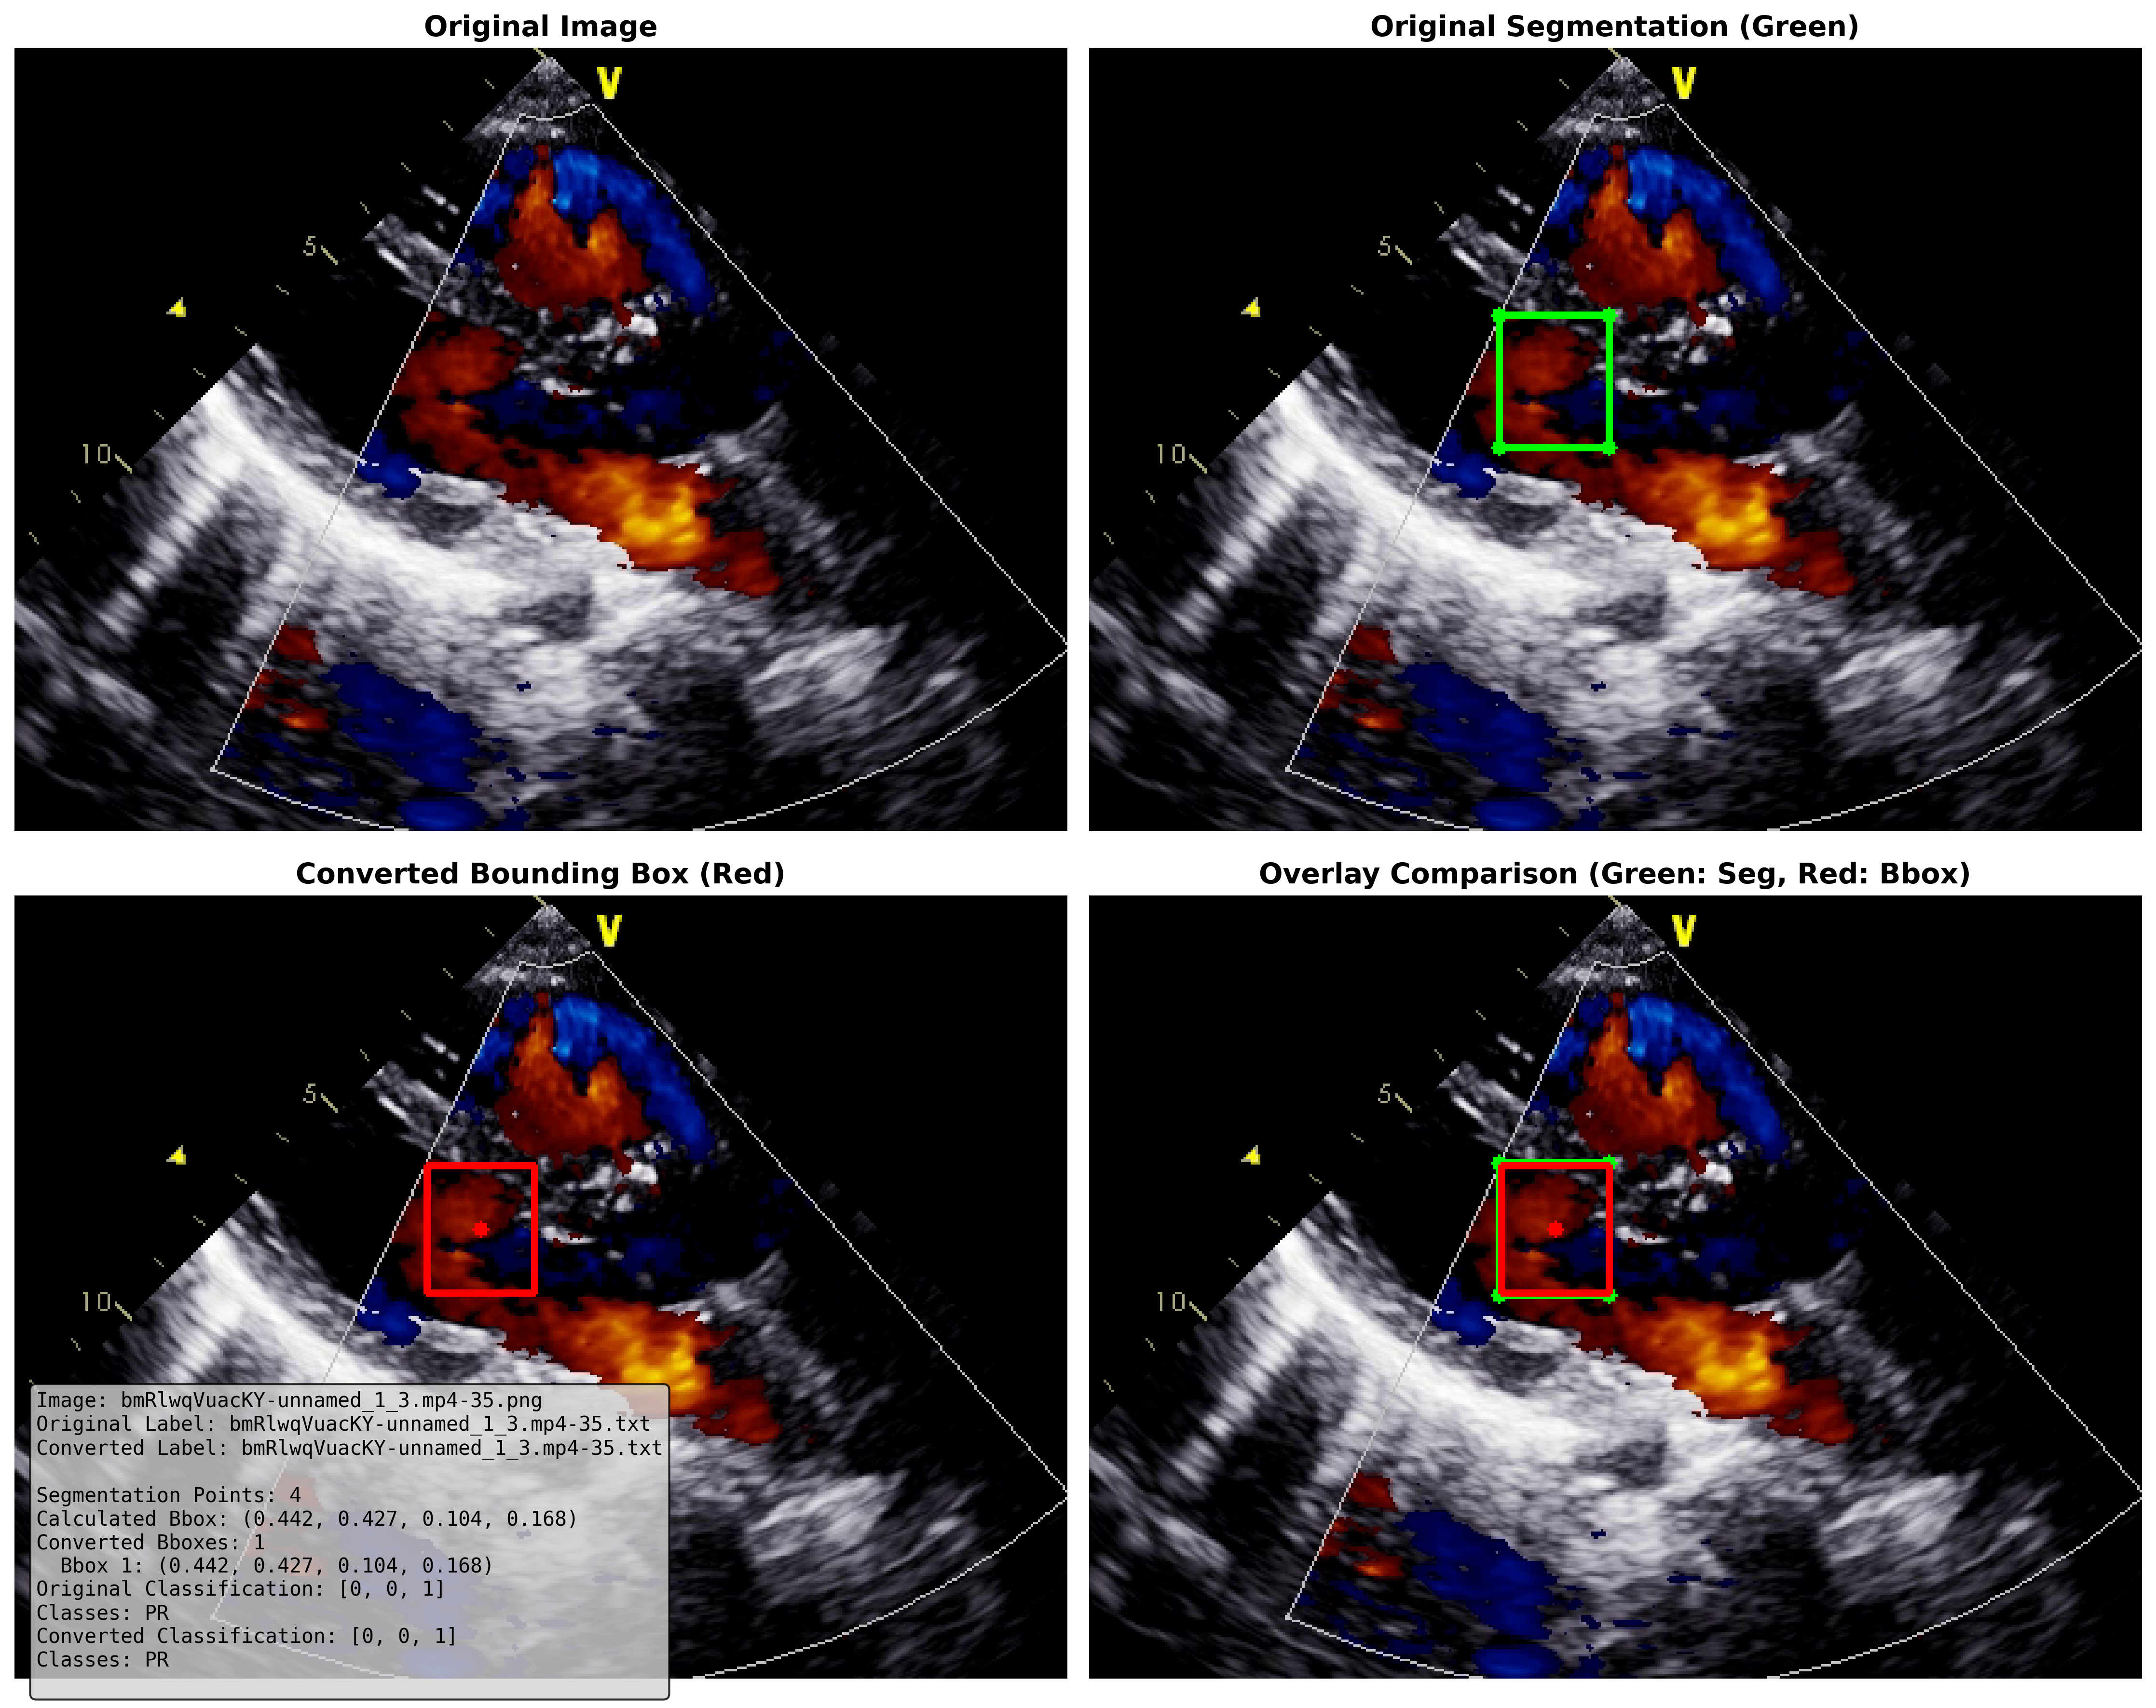 Original Image
Original Segmentation (Green)
V
5
10
V
5
10
Converted Bounding Box (Red)
Overlay Comparison (Green: Seg, Red: Bbox)
V
5
10
V
5
10
Image: bmRlwqVuacKY-unnamed_1_3.mp4-35.png
Original Label: bmRlwqVuacKY-unnamed_1_3.mp4-35.txt
Converted Label: bmRlwqVuacKY-unnamed_1_3.mp4-35.txt
Segmentation Points: 4
Calculated Bbox: (0.442, 0.427, 0.104, 0.168)
Converted Bboxes: 1
Bbox 1: (0.442, 0.427, 0.104, 0.168)
Original Classification: [0, 0, 1]
Classes: PR
Converted Classification: [0, 0, 1]
Classes: PR